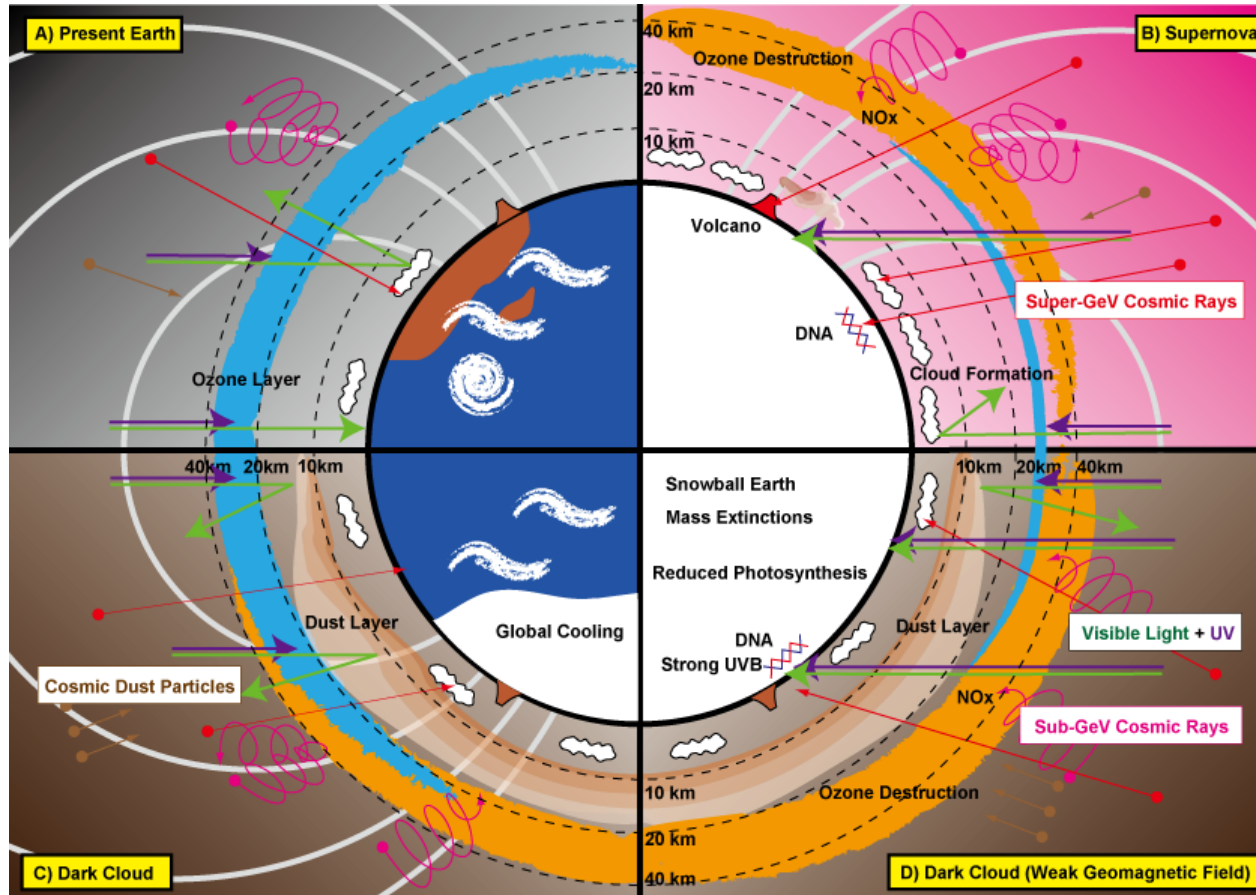 A) Present Earth
40 km
Ozone Destruction
B) Supernova
20 km
NOx
10 km
Volcano
Super-GeV Cosmic Rays
DNA
Ozone Layer
Cloud Formation
40km 20km 10km
10km 20km 40km
Snowball Earth
Mass Extinctions
Reduced Photosynthesis
Dust Layer
Global Cooling
Dust Layer
DNA
Strong UVB
Visible Light + UV
Cosmic Dust Particles
NOx
Sub-GeV Cosmic Rays
10 km
Ozone Destruction
20 km
40 km
C) Dark Cloud
D) Dark Cloud (Weak Geomagnetic Field)